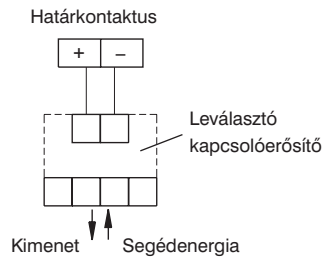 Határkontaktus
+ −
Leválasztó
kapcsolóerősítő
Kimenet Segédenergia